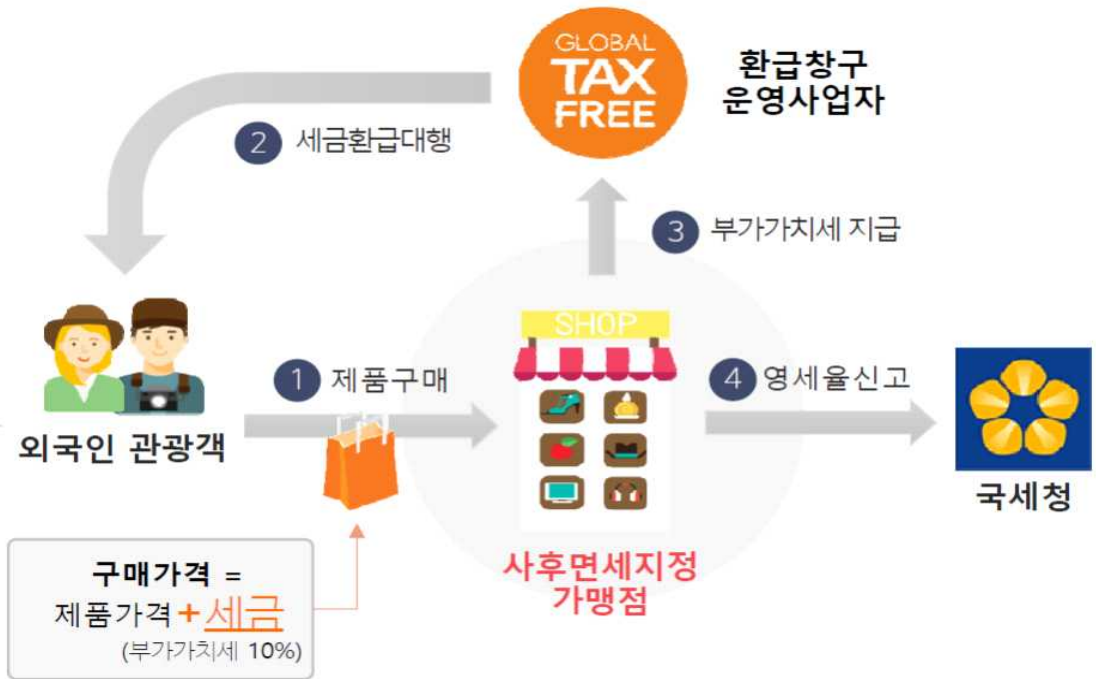 GLOBAL
TAX
FREE
환급창구
운영사업자
2 세금환급대행
3 부가가치세 지급
SHOP
1 제품구매
4 영세율신고
외국인 관광객
국세청
사후면세지정
가맹점
구매가격 =
제품가격 + 세금
(부가가치세 10%)